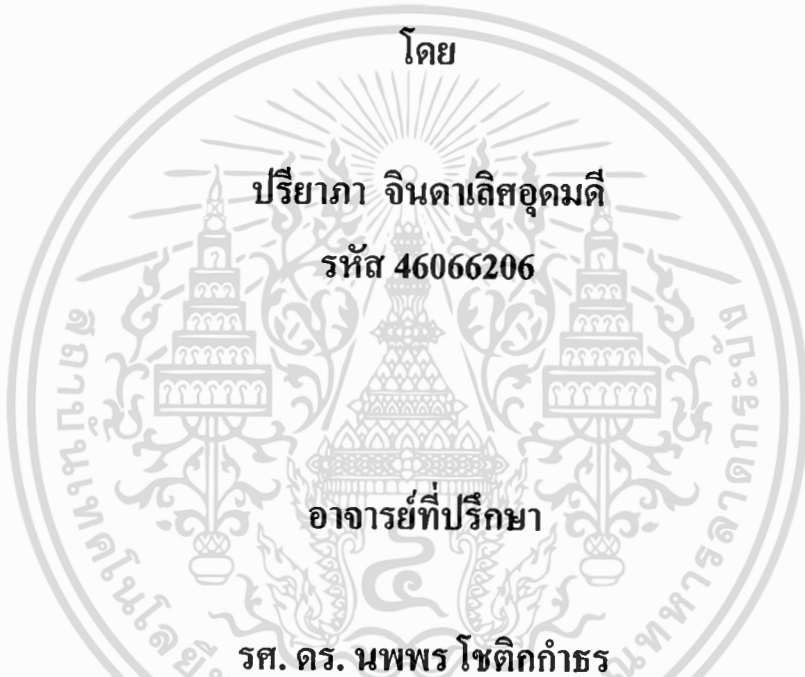 โดย
ปรียาภา จินดาเลิศอุดมดี
รหัส 46066206
อาจารย์ที่ปรึกษา
รศ. ดร. นพพร โชติกกำธร